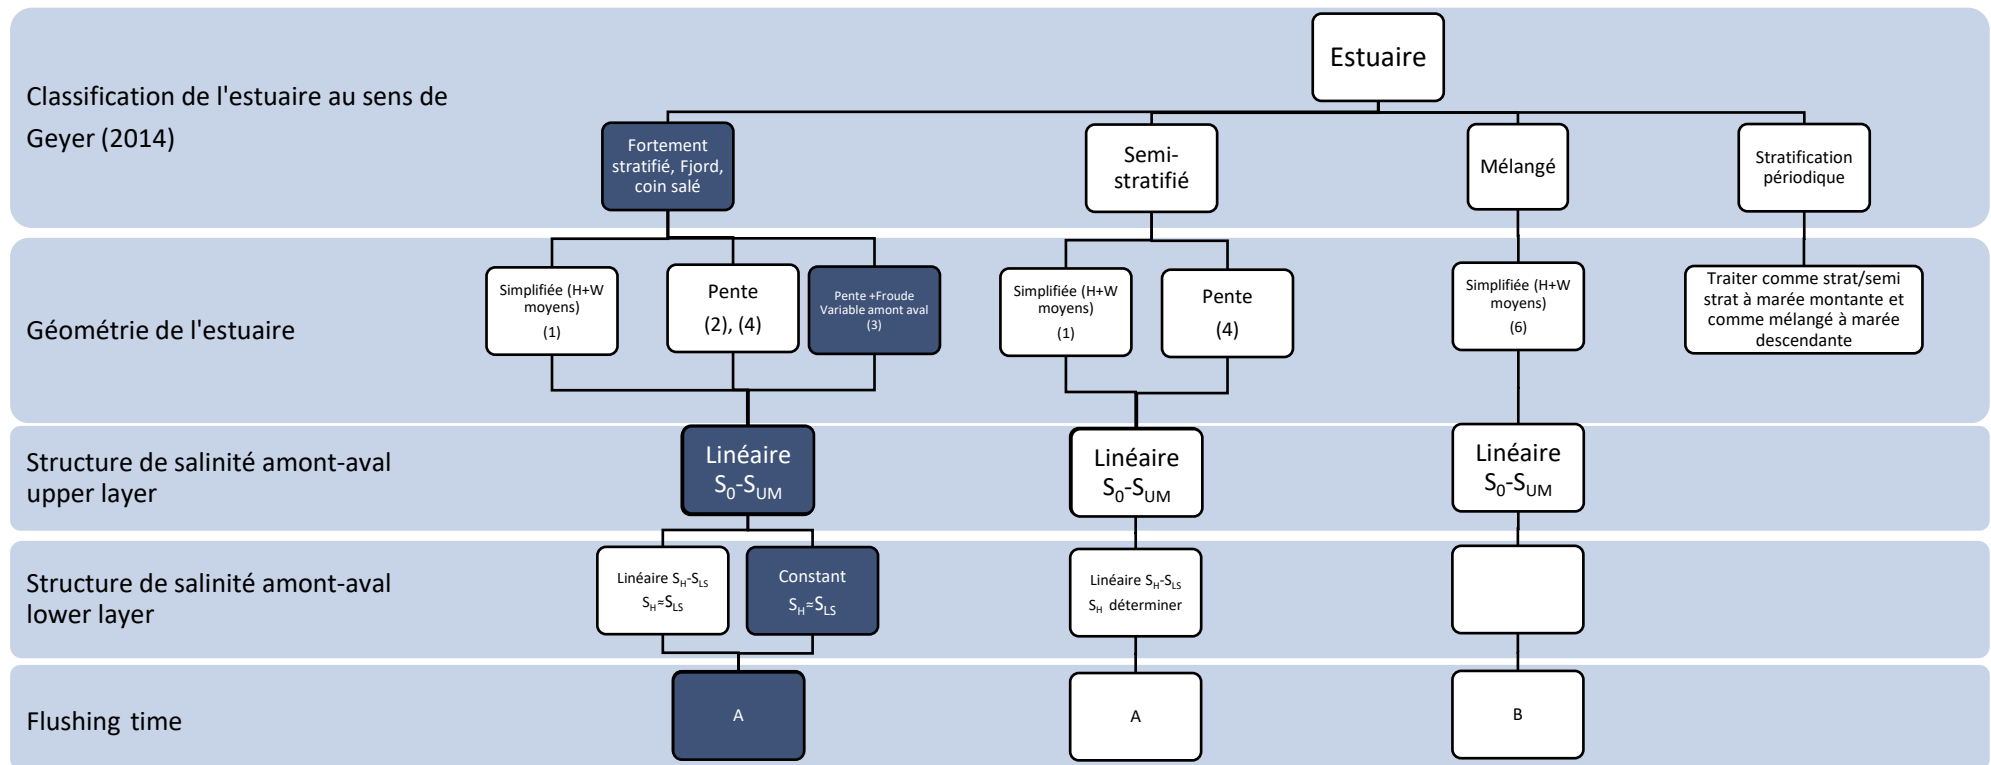 Estuaire
Classification de l'estuaire au sens de
Geyer (2014)
Fortement
stratifié, Fjord,
coin salé
Semi-
stratifié
Mélangé
Stratification
périodique
Géométrie de l'estuaire
Simplifiée (H+W
moyens)
(1)
Pente
(2), (4)
Pente +Froude
Variable amont aval
(3)
Simplifiée (H+W
moyens)
(1)
Pente
(4)
Simplifiée (H+W
moyens)
(6)
Traiter comme strat/semi
strat à marée montante et
comme mélangé à marée
descendante
Structure de salinité amont-aval
upper layer
Linéaire
S0-SUM
Linéaire
S0-SUM
Linéaire
S0-SUM
Structure de salinité amont-aval
lower layer
Linéaire SH-SLS
SH≈SLS
Constant
SH≈SLS
Linéaire SH-SLS
SH déterminer
Flushing time
A
A
B